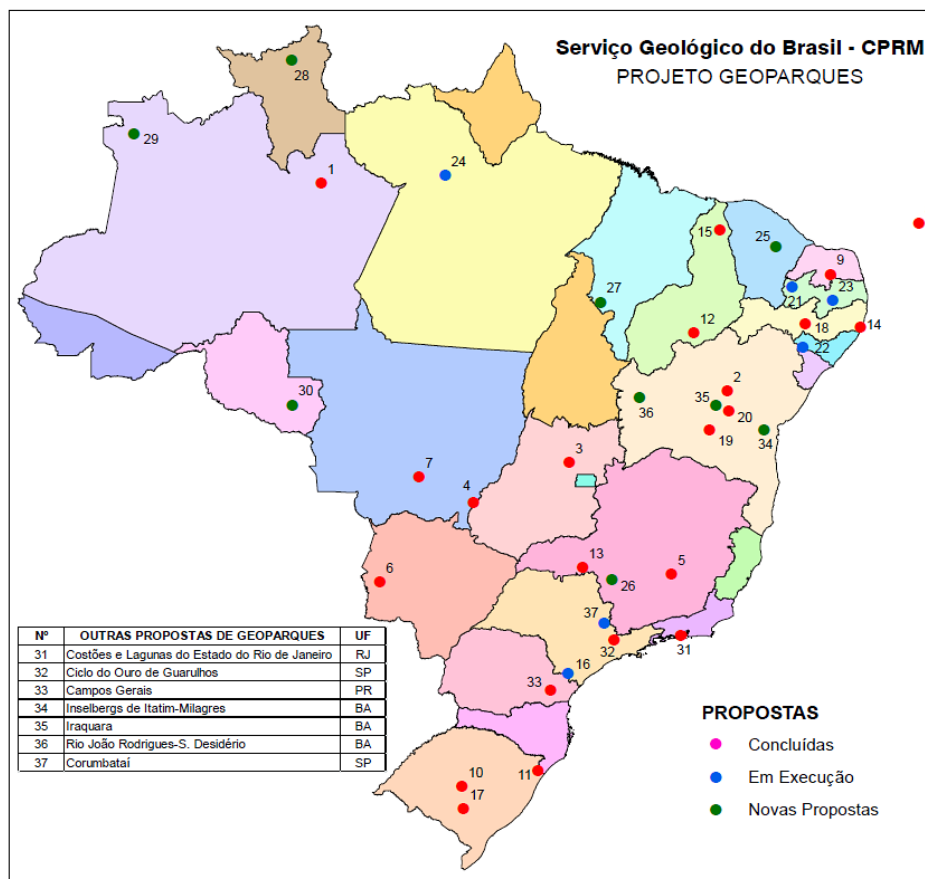 Serviço Geológico do Brasil - CPRM
PROJETO GEOPARQUES
28
29
1
24
15
25
9
27
21
23
12
18
14
22
2
30
36
35
20
19
34
3
7
4
13
5
6
26
37
32
31
16
33
11
10
17
Nº OUTRAS PROPOSTAS DE GEOPARQUES UF
31 Costões e Lagunas do Estado do Rio de Janeiro RJ
32 Ciclo do Ouro de Guarulhos SP
33 Campos Gerais PR
34 Inselbergs de Itatim-Milagres BA
35 Iraquara BA
36 Rio João Rodrigues-S. Desidério BA
37 Corumbataí SP
PROPOSTAS
Concluídas
Em Execução
Novas Propostas